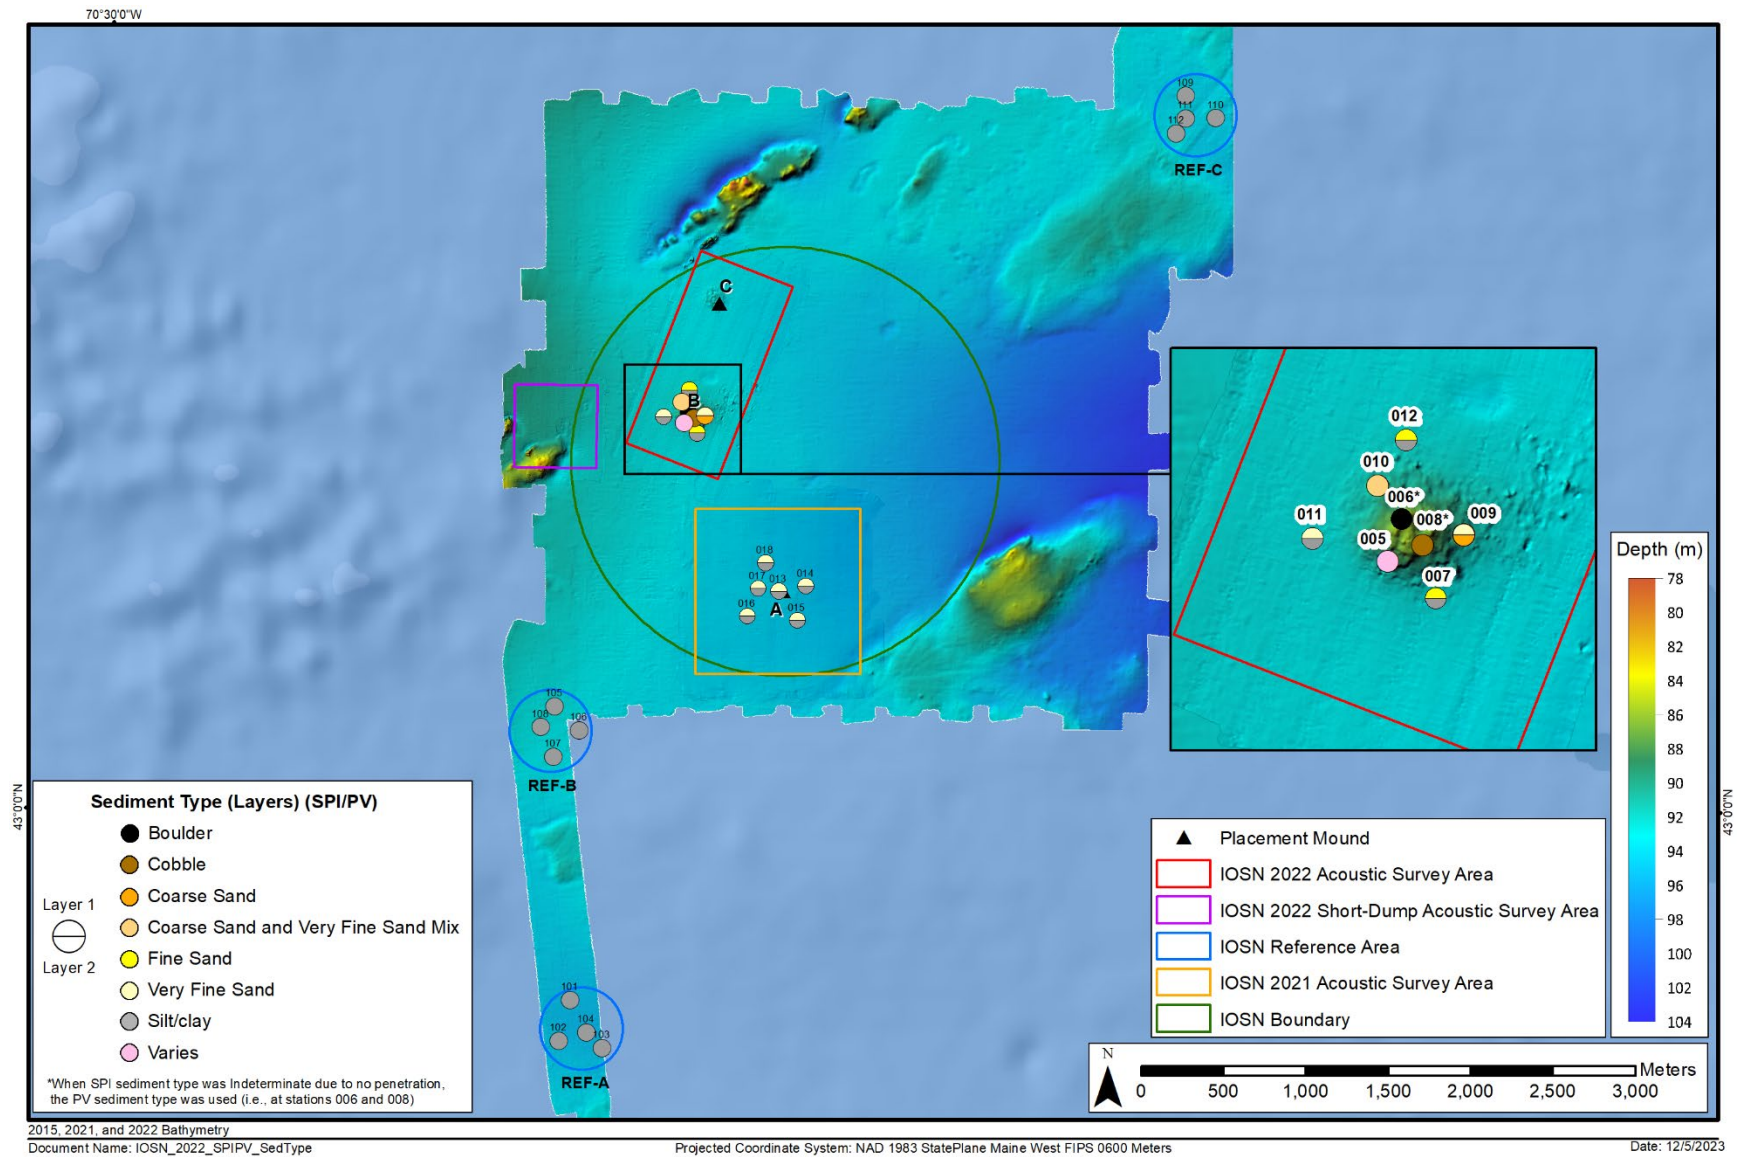 70°30'0"W
109
111
110
112
REF-C
C
B
012
010
006*
008*
009
011
005
007
Depth (m)
78
80
82
84
86
88
90
92
94
96
98
100
102
104
018
017
013
014
016
A
015
105
108
106
107
REF-B
43°0'0"N
43°0'0"N
Sediment Type (Layers) (SPI/PV)
Boulder
Cobble
Coarse Sand
Layer 1
Coarse Sand and Very Fine Sand Mix
Fine Sand
Layer 2
Very Fine Sand
Silt/clay
Varies
*When SPI sediment type was Indeterminate due to no penetration,
the PV sediment type was used (i.e., at stations 006 and 008)
101
104
102
103
REF-A
Placement Mound
IOSN 2022 Acoustic Survey Area
IOSN 2022 Short-Dump Acoustic Survey Area
IOSN Reference Area
IOSN 2021 Acoustic Survey Area
IOSN Boundary
N
Meters
0 500 1,000 1,500 2,000 2,500 3,000
2015, 2021, and 2022 Bathymetry
Document Name: IOSN_2022_SPIPV_SedType
Projected Coordinate System: NAD 1983 StatePlane Maine West FIPS 0600 Meters
Date: 12/5/2023